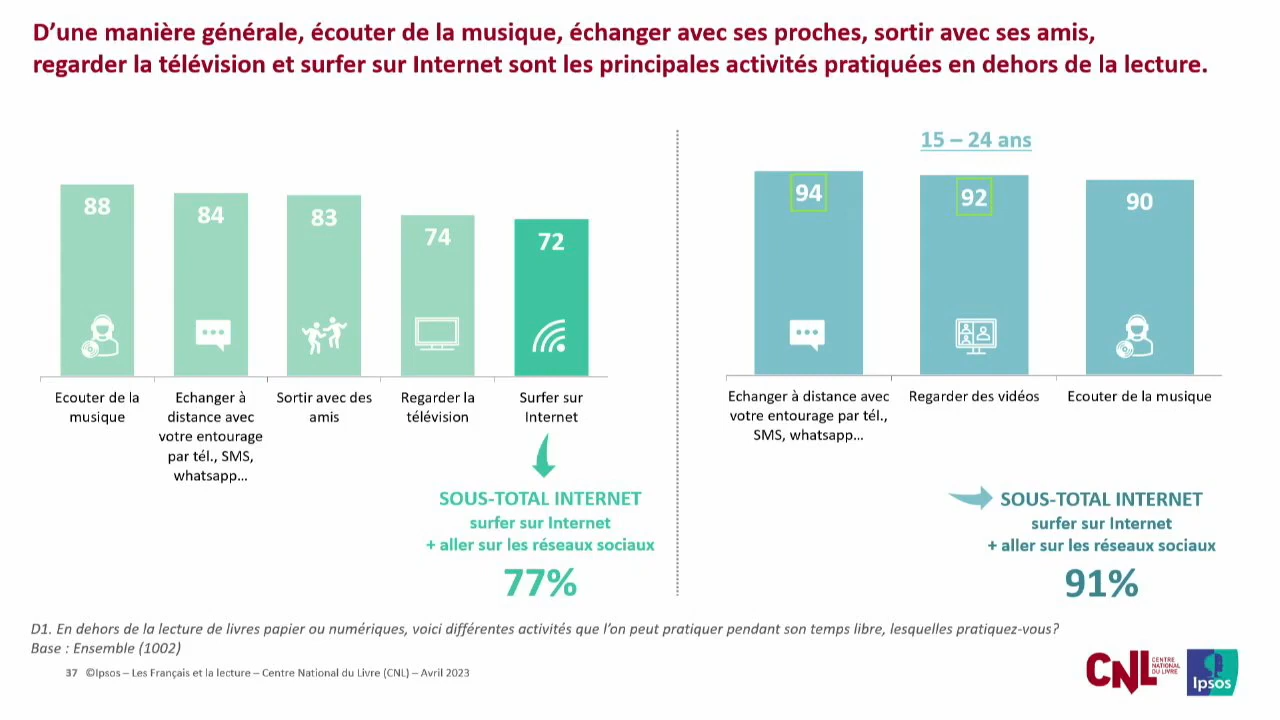 D’une manière générale, écouter de la musique, échanger avec ses proches, sortir avec ses amis,
regarder la télévision et surfer sur Internet sont les principales activités pratiquées en dehors de la lecture.
88
84
83
74
72
Ecouter de la
musique
Echanger à
distance avec
votre entourage
par tél., SMS,
whatsapp…
Sortir avec des
amis
Regarder la
télévision
Surfer sur
Internet
SOUS-TOTAL INTERNET
surfer sur Internet
+ aller sur les réseaux sociaux
77%
15 – 24 ans
94
92
90
Echanger à distance avec
votre entourage par tél.,
SMS, whatsapp…
Regarder des vidéos
Ecouter de la musique
SOUS-TOTAL INTERNET
surfer sur Internet
+ aller sur les réseaux sociaux
91%
D1. En dehors de la lecture de livres papier ou numériques, voici différentes activités que l’on peut pratiquer pendant son temps libre, lesquelles pratiquez-vous?
Base : Ensemble (1002)
37 ©Ipsos – Les Français et la lecture – Centre National du Livre (CNL) – Avril 2023
CNL
CENTRE
NATIONAL
DU LIVRE
Ipsos